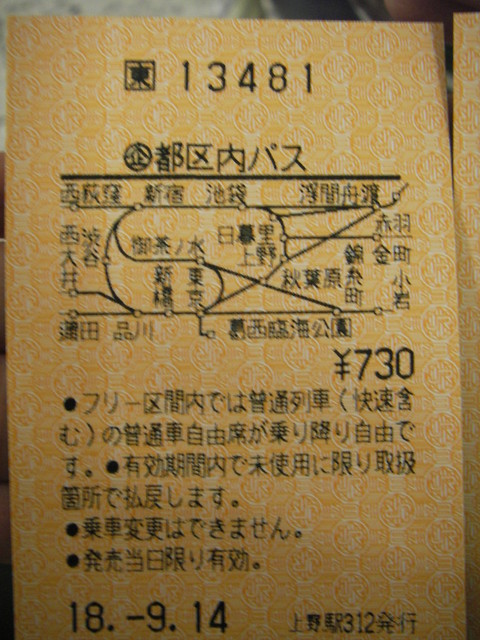 東 13481
企 都区内パス
西荻窪 新宿 池袋 浮間舟渡
赤羽
西大井 渋谷 御茶ノ水 日暮里 上野 錦糸町 金町
新橋 東京 秋葉原 小岩
蒲田 品川 葛西臨海公園
¥730
●フリー区間内では普通列車(快速含
む)の普通車自由席が乗り降り自由で
す。●有効期間内で未使用に限り取扱
箇所で払戻します。
●乗車変更はできません。
●発売当日限り有効。
18.-9.14 上野駅312発行